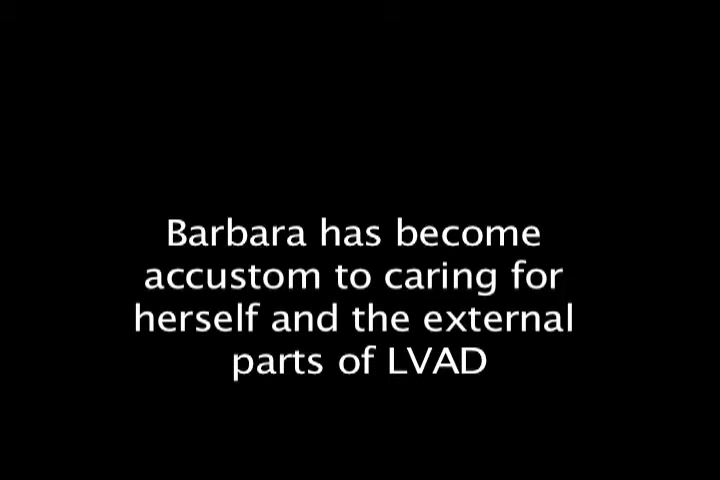 Barbara has become
accustom to caring for
herself and the external
parts of LVAD